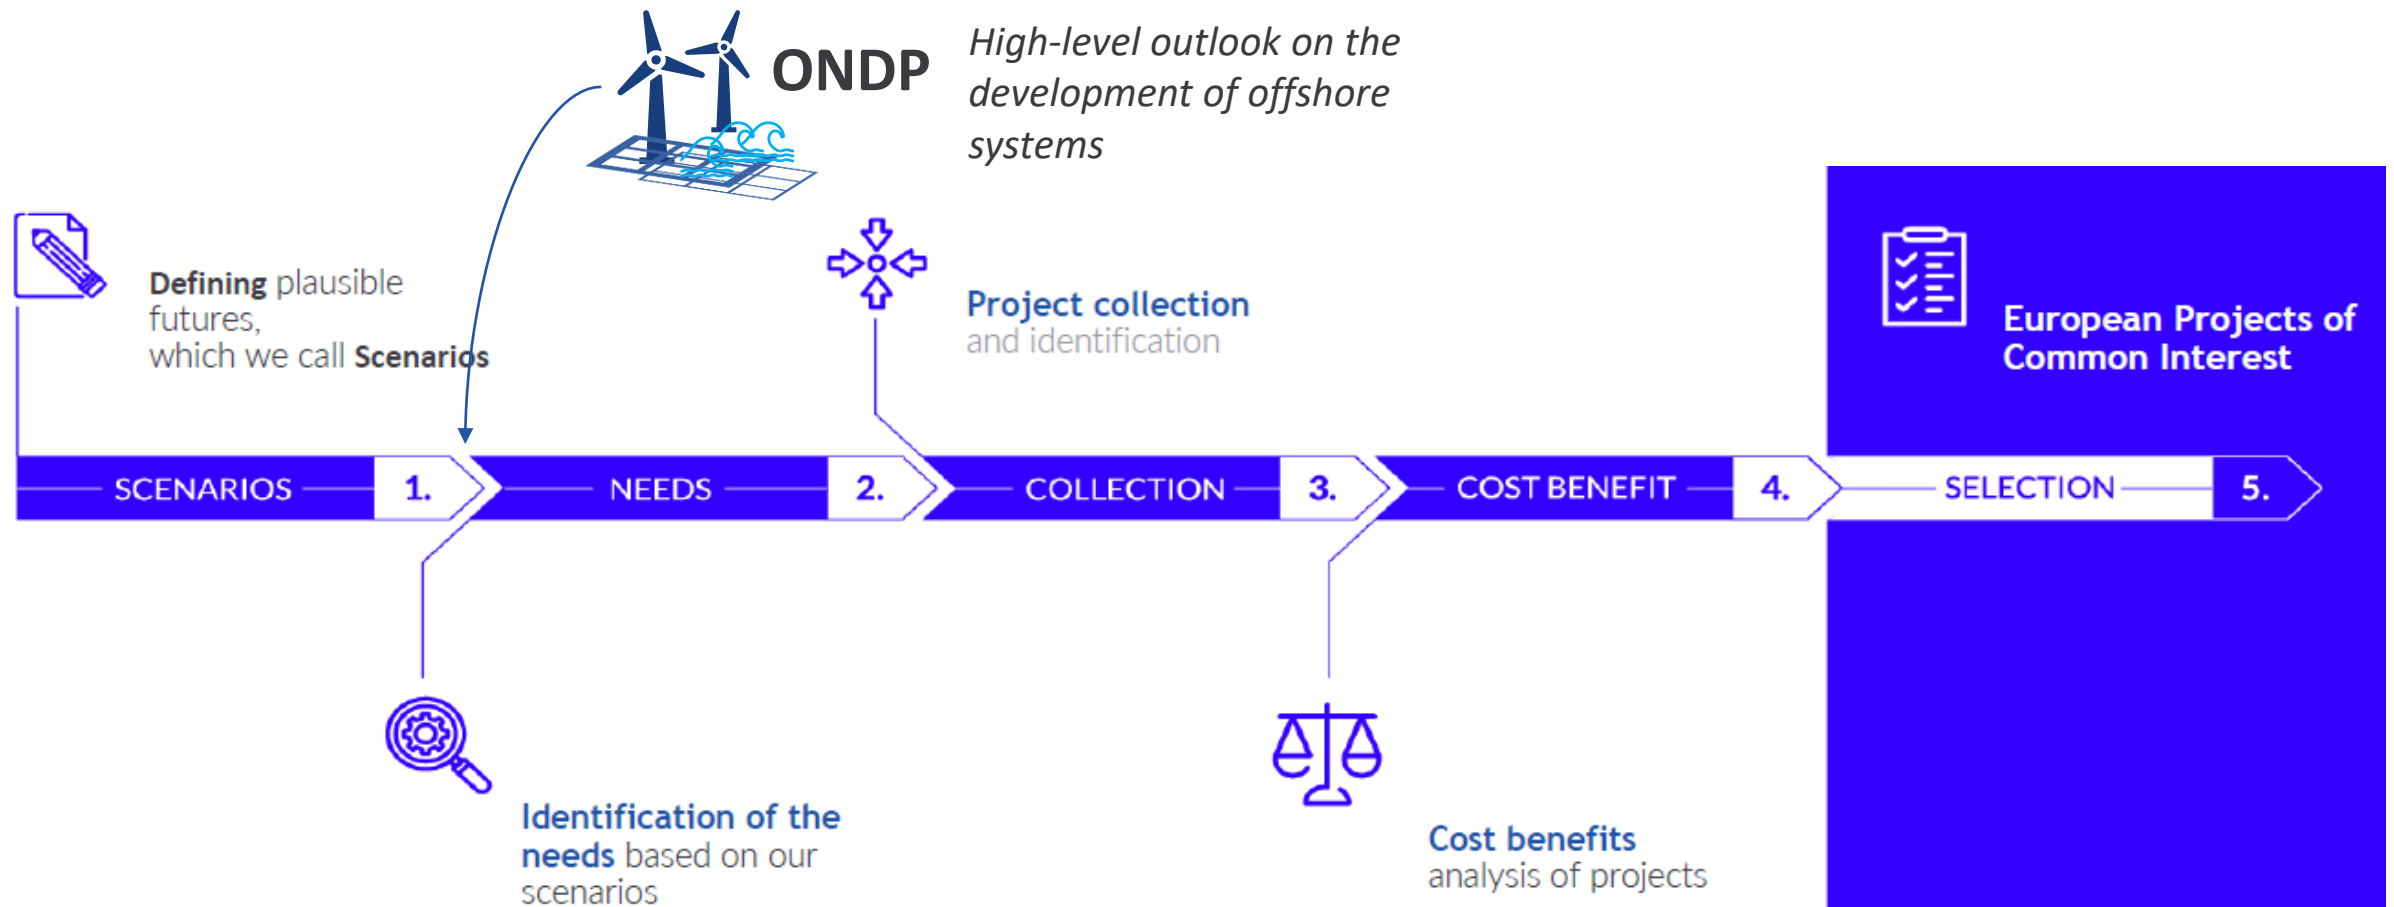 ONDP
High-level outlook on the
development of offshore
systems
Defining plausible
futures,
which we call Scenarios
Project collection
and identification
European Projects of
Common Interest
SCENARIOS
1.
NEEDS
2.
COLLECTION
3.
COST BENEFIT
4.
SELECTION
5.
Identification of the
needs based on our
scenarios
Cost benefits
analysis of projects